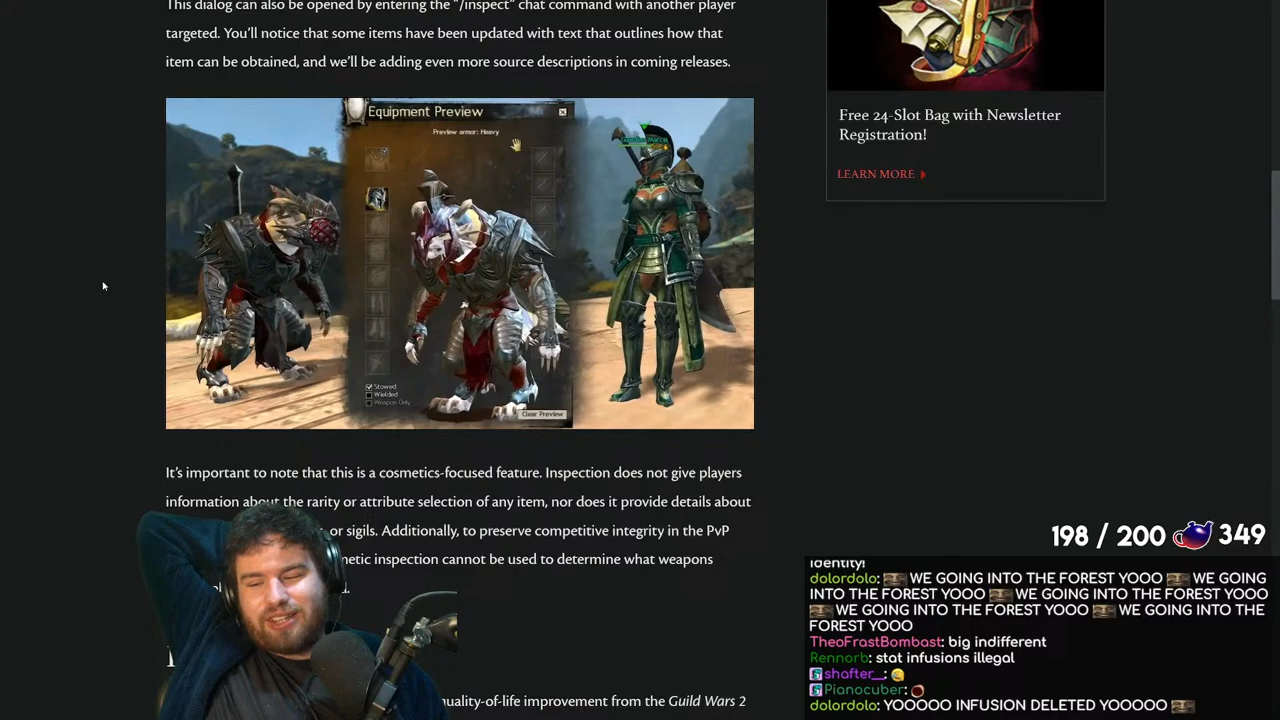 This dialog can also be opened by entering the "/inspect" chat command with another player
targeted. You'll notice that some items have been updated with text that outlines how that
item can be obtained, and we'll be adding even more source descriptions in coming releases.
Equipment Preview
Preview armor: Heavy
Stowed
Wielded
Weapon Only
Clear Preview
It's important to note that this is a cosmetics-focused feature. Inspection does not give players
information about the rarity or attribute selection of any item, nor does it provide details about
or sigils. Additionally, to preserve competitive integrity in the PvP
inspection cannot be used to determine what weapons
improvement from the Guild Wars 2
Free 24-Slot Bag with Newsletter
Registration!
LEARN MORE
198 / 200 349
identity!
dolordolo: WE GOING INTO THE FOREST YOOO WE GOING
INTO THE FOREST YOOO WE GOING INTO THE FOREST YOOO
WE GOING INTO THE FOREST YOOO WE GOING INTO THE
FOREST YOOO
TheoFrastBombast: big indifferent
Rennorb: stat infusions illegal
shafter__:
Pianocuber:
dolordolo: YOOOOO INFUSION DELETED YOOOOO